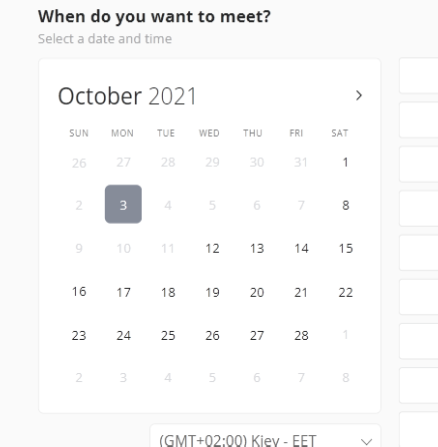 When do you want to meet?
Select a date and time
October 2021
SUN MON TUE WED THU FRI SAT
26 27 28 29 30 31 1
2 3 4 5 6 7 8
9 10 11 12 13 14 15
16 17 18 19 20 21 22
23 24 25 26 27 28 1
2 3 4 5 6 7 8
(GMT+02:00) Kiev - EET